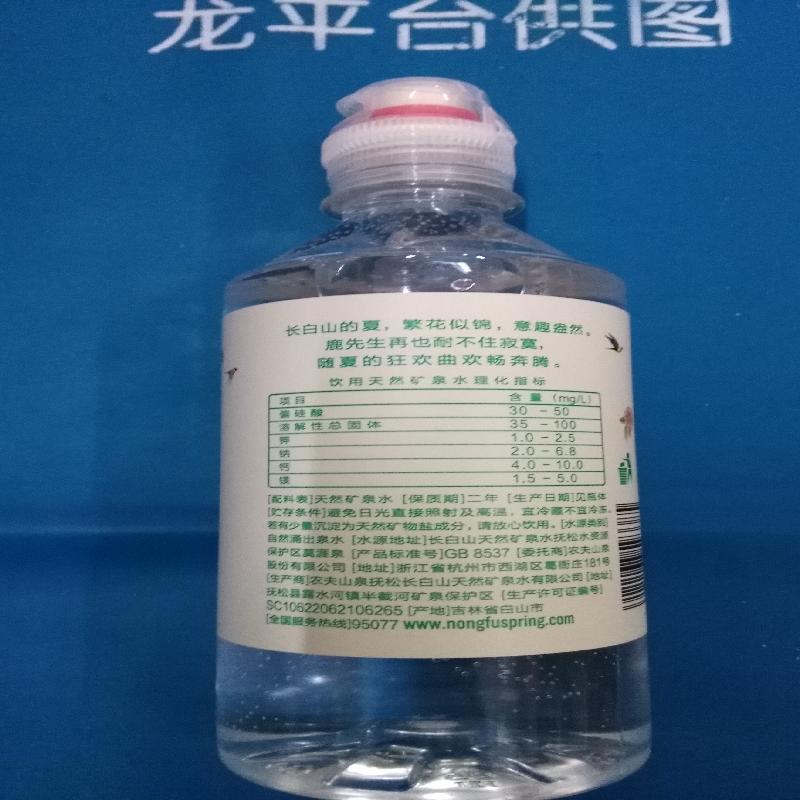 龙平台供图
长白山的夏，繁花似锦，意趣盎然。
鹿先生再也耐不住寂寞，
随夏的狂欢曲欢畅奔腾。
饮用天然矿泉水理化指标
项目 含量 (mg/L)
偏硅酸 30 - 50
溶解性总固体 35 - 100
钾 1.0 - 2.5
钠 2.0 - 6.8
钙 4.0 - 10.0
镁 1.5 - 5.0
[配料表]天然矿泉水 [保质期]二年 [生产日期]见瓶体
[贮存条件]避免日光直接照射及高温，宜冷藏不宜冷冻。
若有少量沉淀为天然矿物盐成分，请放心饮用。[水源类别]
自然涌出泉水 [水源地址]长白山天然矿泉水抚松水资源
保护区莫涯泉 [产品标准号]GB 8537 [委托商]农夫山泉
股份有限公司 [地址]浙江省杭州市西湖区葛衙庄181号
[生产商]农夫山泉抚松长白山天然矿泉水有限公司 [地址]
抚松县露水河镇半截河矿泉保护区 [生产许可证编号]
SC10622062106265 [产地]吉林省白山市
[全国服务热线]95077 www.nongfuspring.com